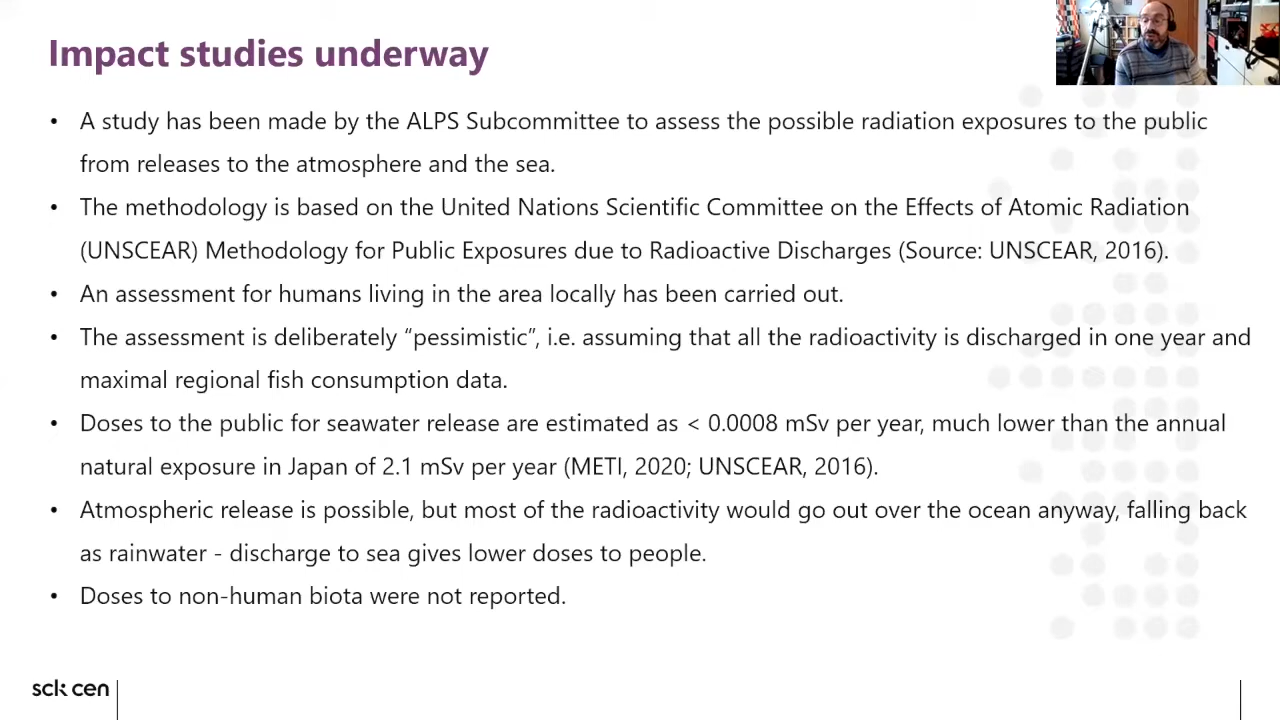 Impact studies underway
• A study has been made by the ALPS Subcommittee to assess the possible radiation exposures to the public
from releases to the atmosphere and the sea.
• The methodology is based on the United Nations Scientific Committee on the Effects of Atomic Radiation
(UNSCEAR) Methodology for Public Exposures due to Radioactive Discharges (Source: UNSCEAR, 2016).
• An assessment for humans living in the area locally has been carried out.
• The assessment is deliberately “pessimistic”, i.e. assuming that all the radioactivity is discharged in one year and
maximal regional fish consumption data.
• Doses to the public for seawater release are estimated as < 0.0008 mSv per year, much lower than the annual
natural exposure in Japan of 2.1 mSv per year (METI, 2020; UNSCEAR, 2016).
• Atmospheric release is possible, but most of the radioactivity would go out over the ocean anyway, falling back
as rainwater - discharge to sea gives lower doses to people.
• Doses to non-human biota were not reported.
sck cen